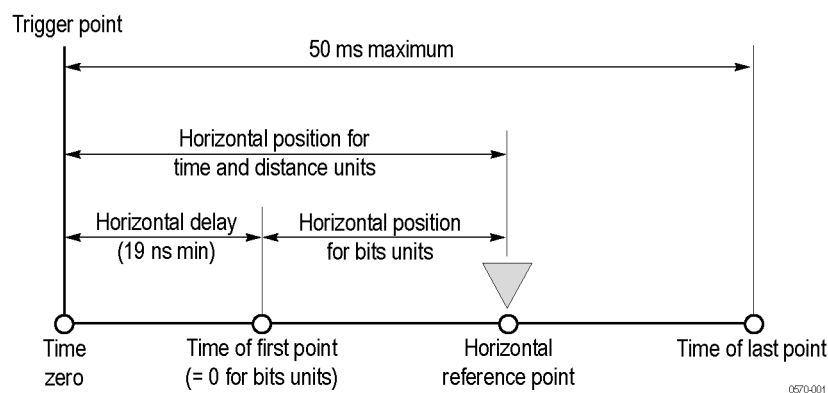 Trigger point
50 ms maximum
Horizontal position for
time and distance units
Horizontal delay
(19 ns min)
Horizontal position
for bits units
Time
zero
Time of first point
(= 0 for bits units)
Horizontal
reference point
Time of last point
0570-001